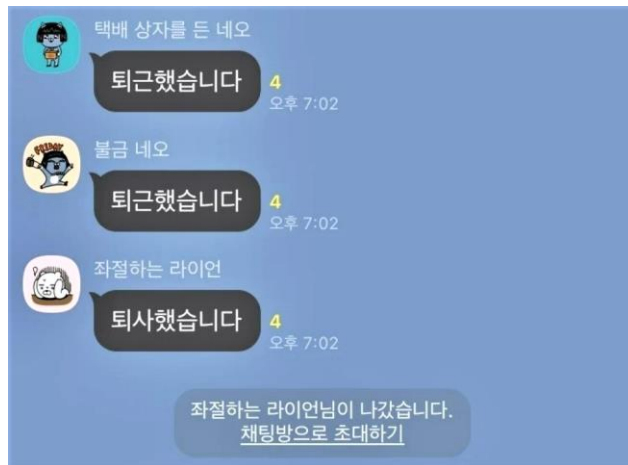 택배 상자를 든 네오
퇴근했습니다 4
오후 7:02
FRIDAY
불금 네오
퇴근했습니다 4
오후 7:02
좌절하는 라이언
퇴사했습니다 4
오후 7:02
좌절하는 라이언님이 나갔습니다.
채팅방으로 초대하기